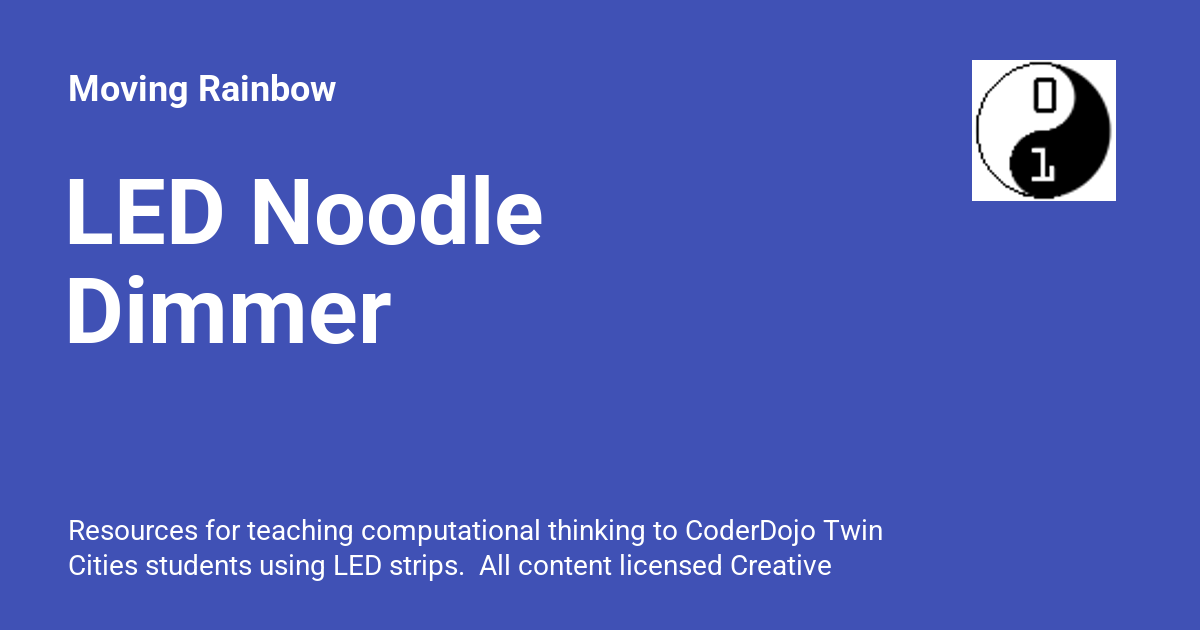 Moving Rainbow
0
1
LED Noodle
Dimmer
Resources for teaching computational thinking to CoderDojo Twin
Cities students using LED strips.  All content licensed Creative